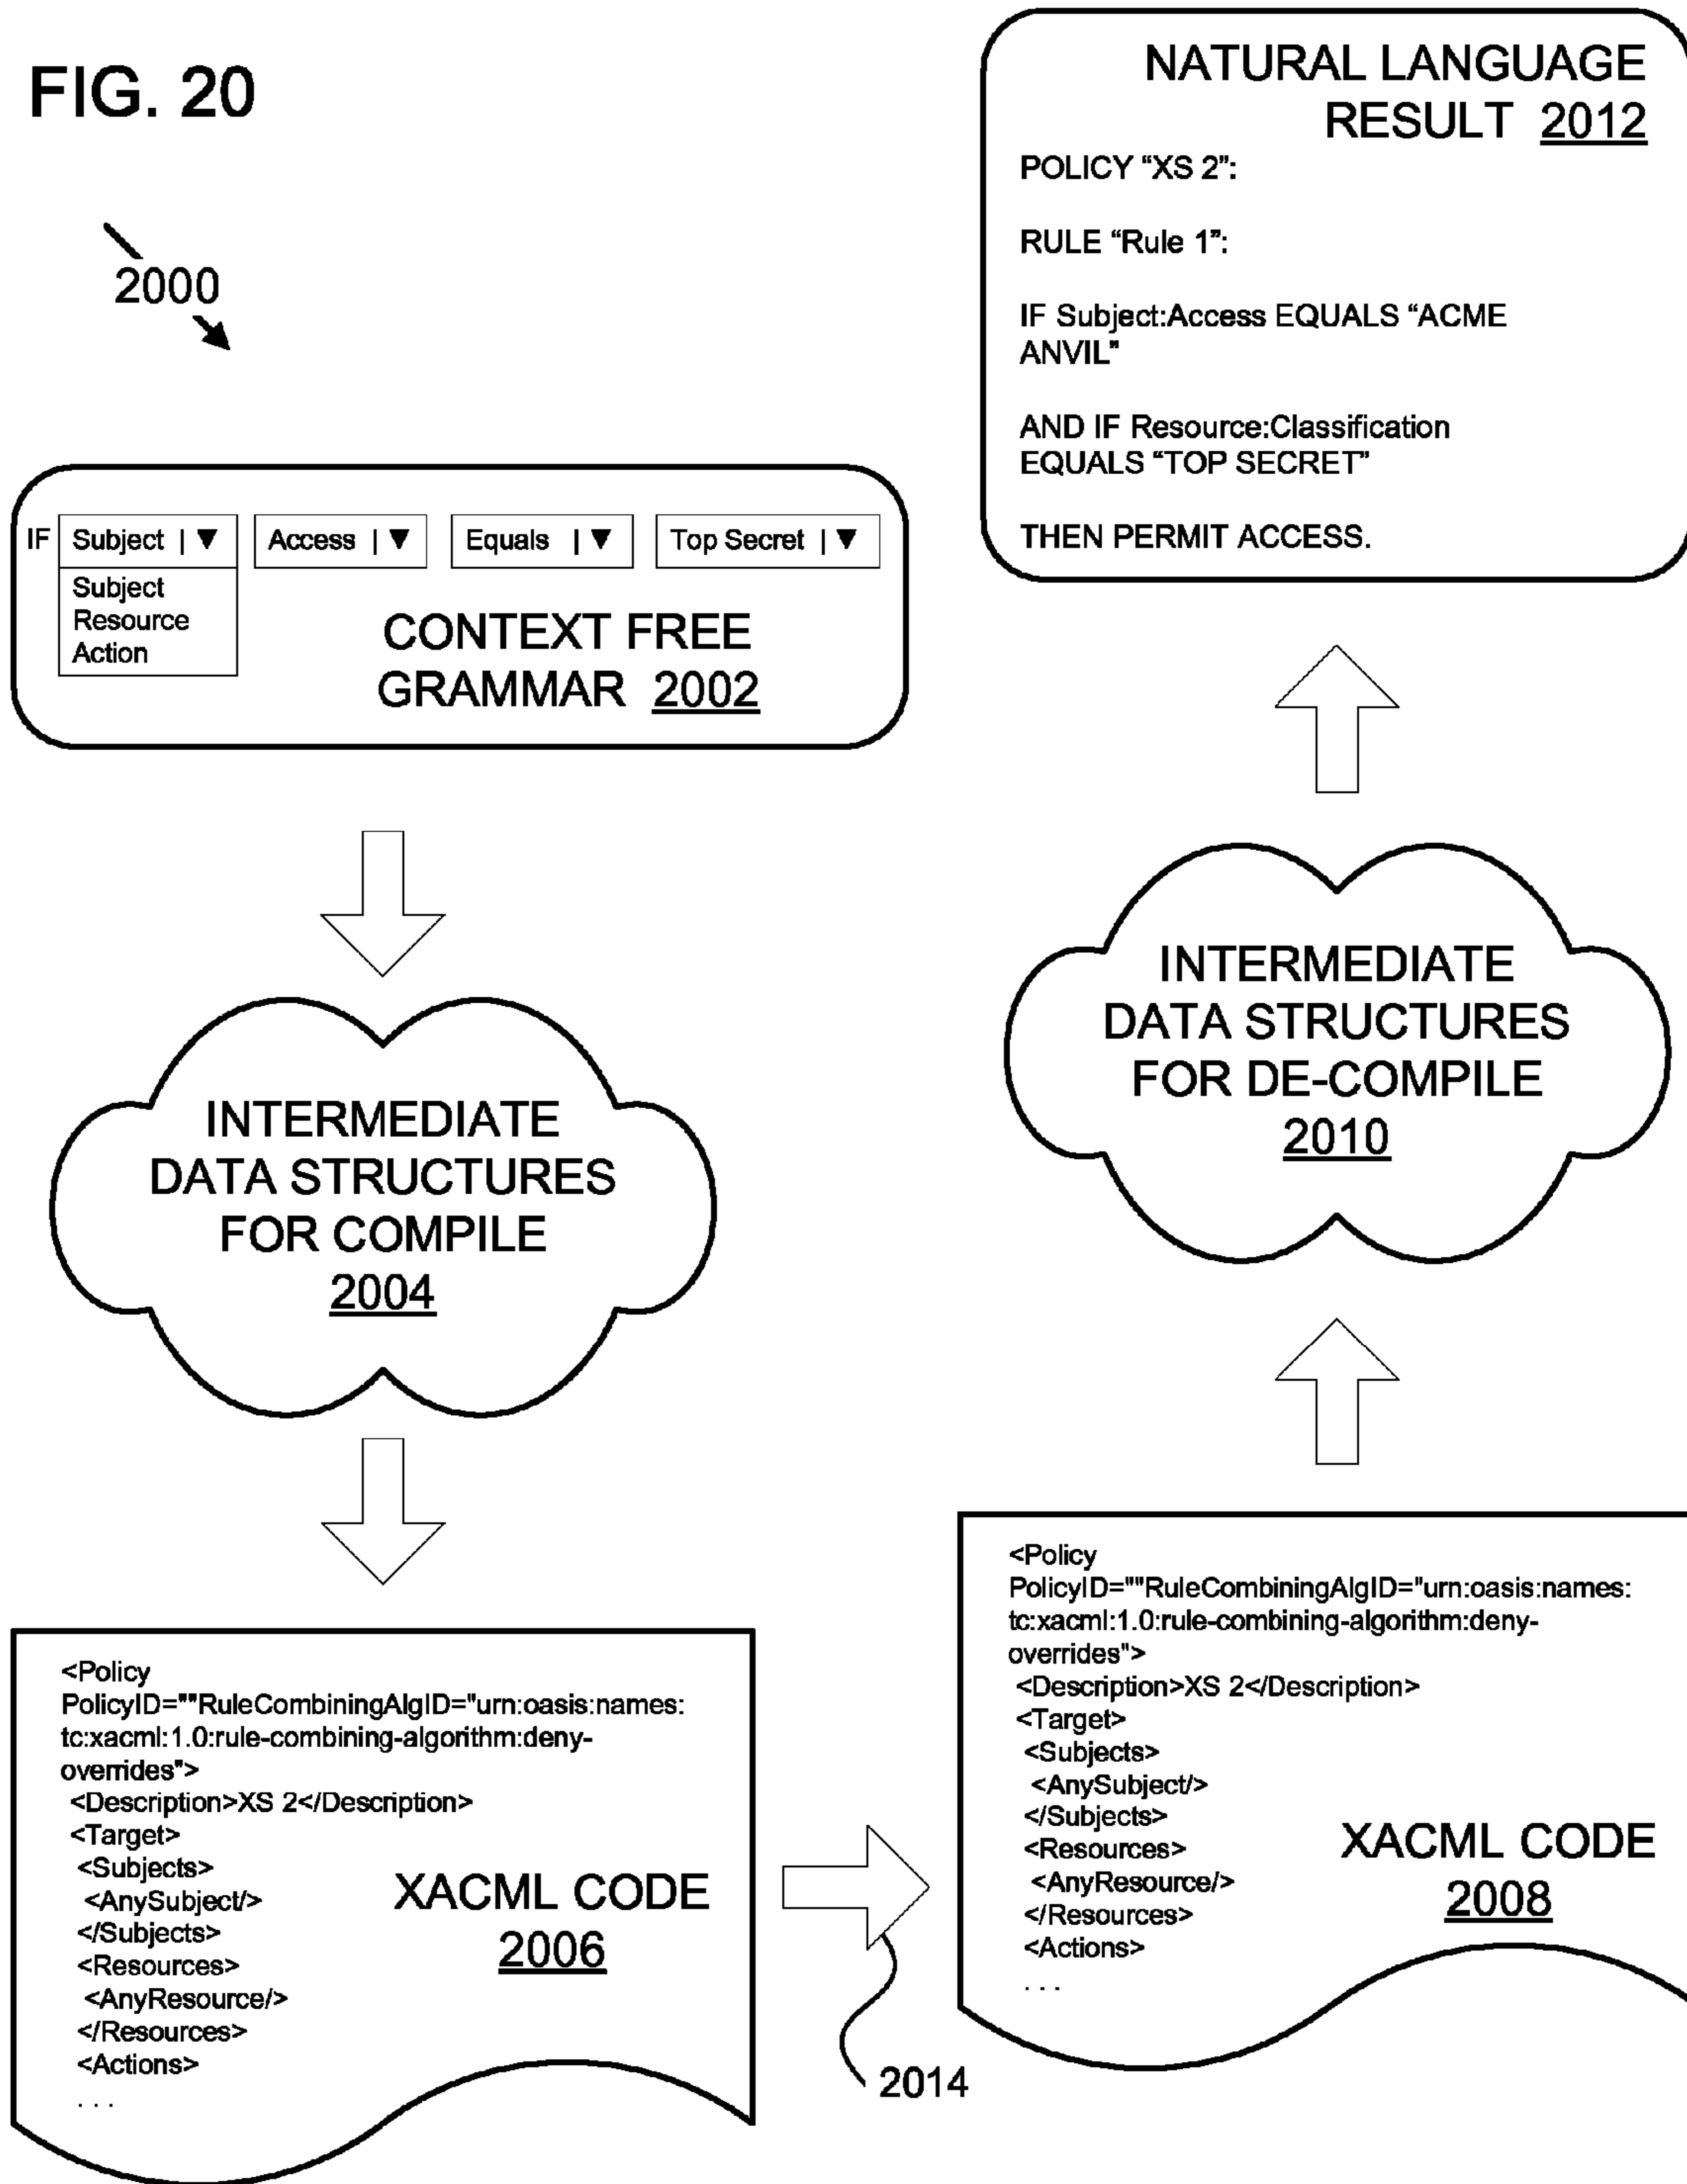 FIG. 20
2000
IF Subject | ▼ Access | ▼ Equals | ▼ Top Secret | ▼
Subject
Resource
Action
CONTEXT FREE
GRAMMAR 2002
INTERMEDIATE
DATA STRUCTURES
FOR COMPILE
2004
<Policy
PolicyID=""RuleCombiningAlgID="urn:oasis:names:
tc:xacml:1.0:rule-combining-algorithm:deny-
overrides">
<Description>XS 2</Description>
<Target>
<Subjects>
<AnySubject/>
</Subjects>
<Resources>
<AnyResource/>
</Resources>
<Actions>
. . .
XACML CODE
2006
2014
<Policy
PolicyID=""RuleCombiningAlgID="urn:oasis:names:
tc:xacml:1.0:rule-combining-algorithm:deny-
overrides">
<Description>XS 2</Description>
<Target>
<Subjects>
<AnySubject/>
</Subjects>
<Resources>
<AnyResource/>
</Resources>
<Actions>
. . .
XACML CODE
2008
INTERMEDIATE
DATA STRUCTURES
FOR DE-COMPILE
2010
NATURAL LANGUAGE
RESULT 2012
POLICY “XS 2”:
RULE “Rule 1”:
IF Subject:Access EQUALS “ACME
ANVIL”
AND IF Resource:Classification
EQUALS “TOP SECRET”
THEN PERMIT ACCESS.